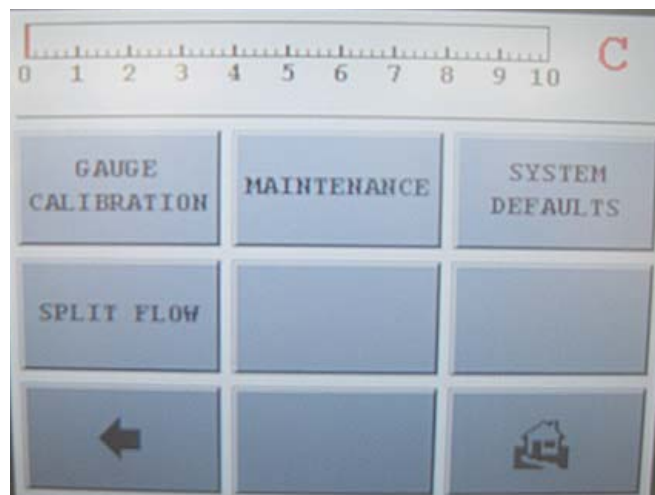 C
0 1 2 3 4 5 6 7 8 9 10
GAUGE
CALIBRATION
MAINTENANCE
SYSTEM
DEFAULTS
SPLIT FLOW